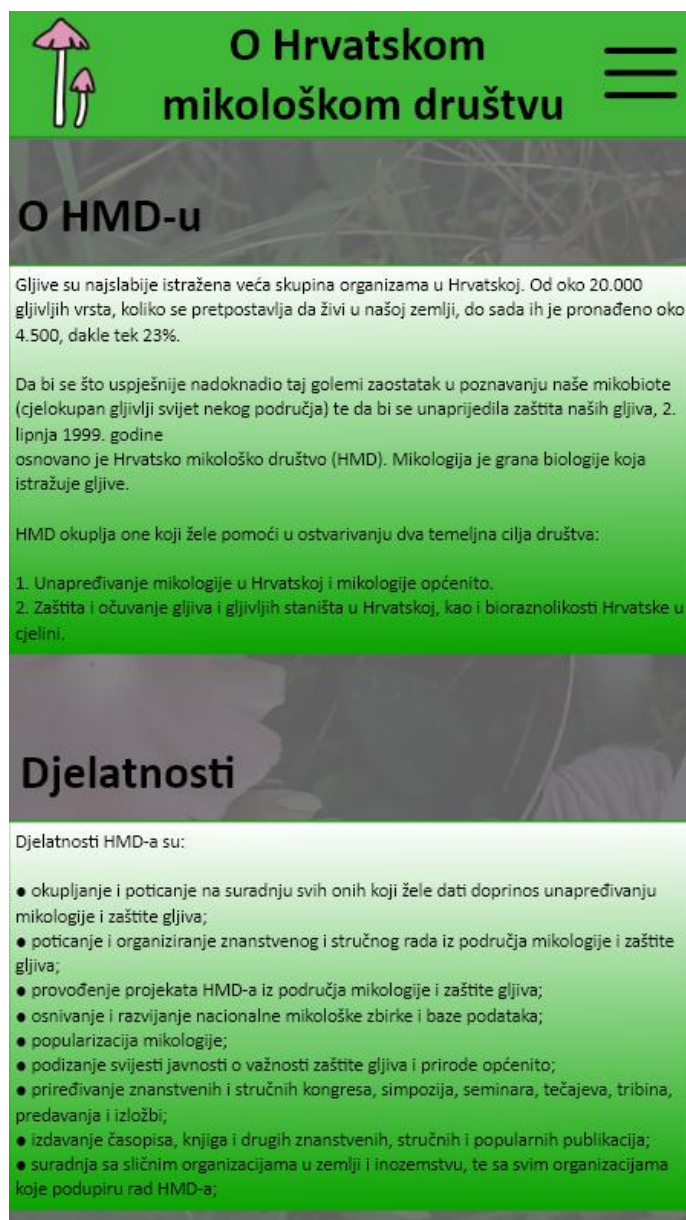 O Hrvatskom
mikološkom društvu
O HMD-u
Gljive su najslabije istražena veća skupina organizama u Hrvatskoj. Od oko 20.000
gljivljih vrsta, koliko se pretpostavlja da živi u našoj zemlji, do sada ih je pronađeno oko
4.500, dakle tek 23%.
Da bi se što uspješnije nadoknadio taj golemi zaostatak u poznavanju naše mikobiote
(cjelokupan gljivlji svijet nekog područja) te da bi se unaprijedila zaštita naših gljiva, 2.
lipnja 1999. godine
osnovano je Hrvatsko mikološko društvo (HMD). Mikologija je grana biologije koja
istražuje gljive.
HMD okuplja one koji žele pomoći u ostvarivanju dva temeljna cilja društva:
1. Unapređivanje mikologije u Hrvatskoj i mikologije općenito.
2. Zaštita i očuvanje gljiva i gljivljih staništa u Hrvatskoj, kao i bioraznolikosti Hrvatske u
cjelini.
Djelatnosti
Djelatnosti HMD-a su:
● okupljanje i poticanje na suradnju svih onih koji žele dati doprinos unapređivanju
mikologije i zaštite gljiva;
● poticanje i organiziranje znanstvenog i stručnog rada iz područja mikologije i zaštite
gljiva;
● provođenje projekata HMD-a iz područja mikologije i zaštite gljiva;
● osnivanje i razvijanje nacionalne mikološke zbirke i baze podataka;
● popularizacija mikologije;
● podizanje svijesti javnosti o važnosti zaštite gljiva i prirode općenito;
● priređivanje znanstvenih i stručnih kongresa, simpozija, seminara, tečajeva, tribina,
predavanja i izložbi;
● izdavanje časopisa, knjiga i drugih znanstvenih, stručnih i popularnih publikacija;
● suradnja sa sličnim organizacijama u zemlji i inozemstvu, te sa svim organizacijama
koje podupiru rad HMD-a;